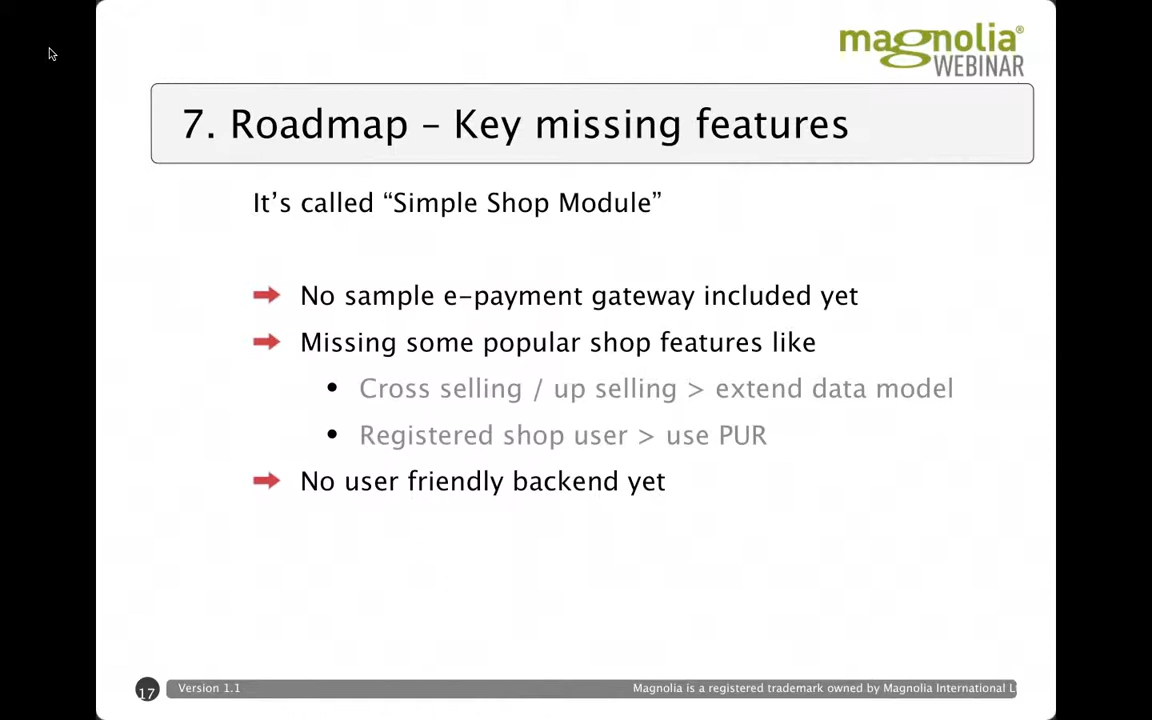 magnolia®
WEBINAR
7. Roadmap – Key missing features
It's called “Simple Shop Module”
No sample e-payment gateway included yet
Missing some popular shop features like
Cross selling / up selling > extend data model
Registered shop user > use PUR
No user friendly backend yet
17 Version 1.1 Magnolia is a registered trademark owned by Magnolia International